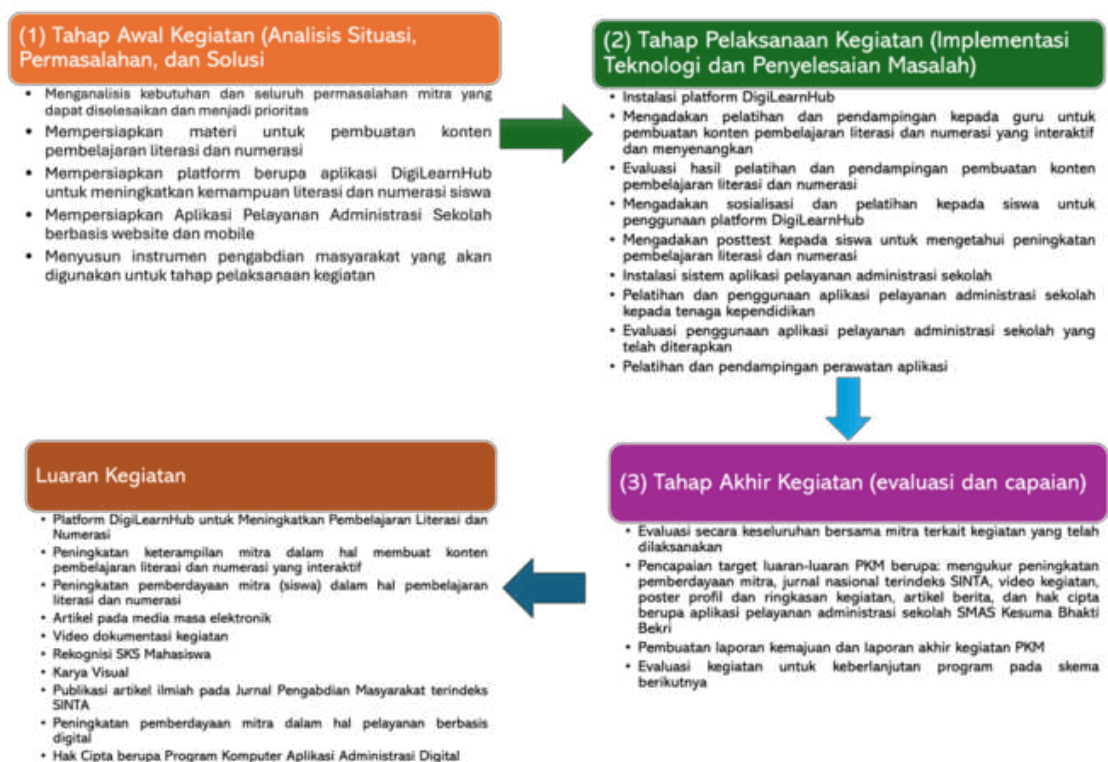 (1) Tahap Awal Kegiatan (Analisis Situasi,
Permasalahan, dan Solusi
• Menganalisis kebutuhan dan seluruh permasalahan mitra yang
dapat diselesaikan dan menjadi prioritas
• Mempersiapkan materi untuk pembuatan konten
pembelajaran literasi dan numerasi
• Mempersiapkan platform berupa aplikasi DigiLearnHub
untuk meningkatkan kemampuan literasi dan numerasi siswa
• Mempersiapkan Aplikasi Pelayanan Administrasi Sekolah
berbasis website dan mobile
• Menyusun instrumen pengabdian masyarakat yang akan
digunakan untuk tahap pelaksanaan kegiatan
(2) Tahap Pelaksanaan Kegiatan (Implementasi
Teknologi dan Penyelesaian Masalah)
• Instalasi platform DigiLearnHub
• Mengadakan pelatihan dan pendampingan kepada guru untuk
pembuatan konten pembelajaran literasi dan numerasi yang interaktif
dan menyenangkan
• Evaluasi hasil pelatihan dan pendampingan pembuatan konten
pembelajaran literasi dan numerasi
• Mengadakan sosialisasi dan pelatihan kepada siswa untuk
penggunaan platform DigiLearnHub
• Mengadakan posttest kepada siswa untuk mengetahui peningkatan
pembelajaran literasi dan numerasi
• Instalasi sistem aplikasi pelayanan administrasi sekolah
• Pelatihan dan penggunaan aplikasi pelayanan administrasi sekolah
kepada tenaga kependidikan
• Evaluasi penggunaan aplikasi pelayanan administrasi sekolah yang
telah diterapkan
• Pelatihan dan pendampingan perawatan aplikasi
(3) Tahap Akhir Kegiatan (evaluasi dan capaian)
• Evaluasi secara keseluruhan bersama mitra terkait kegiatan yang telah
dilaksanakan
• Pencapaian target luaran-luaran PKM berupa: mengukur peningkatan
pemberdayaan mitra, jurnal nasional terindeks SINTA, video kegiatan,
poster profil dan ringkasan kegiatan, artikel berita, dan hak cipta
berupa aplikasi pelayanan administrasi sekolah SMAS Kesuma Bhakti
Bekri
• Pembuatan laporan kemajuan dan laporan akhir kegiatan PKM
• Evaluasi kegiatan untuk keberlanjutan program pada skema
berikutnya
Luaran Kegiatan
• Platform DigiLearnHub untuk Meningkatkan Pembelajaran Literasi dan
Numerasi
• Peningkatan keterampilan mitra dalam hal membuat konten
pembelajaran literasi dan numerasi yang interaktif
• Peningkatan pemberdayaan mitra (siswa) dalam hal pembelajaran
literasi dan numerasi
• Artikel pada media masa elektronik
• Video dokumentasi kegiatan
• Rekognisi SKS Mahasiswa
• Karya Visual
• Publikasi artikel ilmiah pada Jurnal Pengabdian Masyarakat terindeks
SINTA
• Peningkatan pemberdayaan mitra dalam hal pelayanan berbasis
digital
• Hak Cipta berupa Program Komputer Aplikasi Administrasi Digital